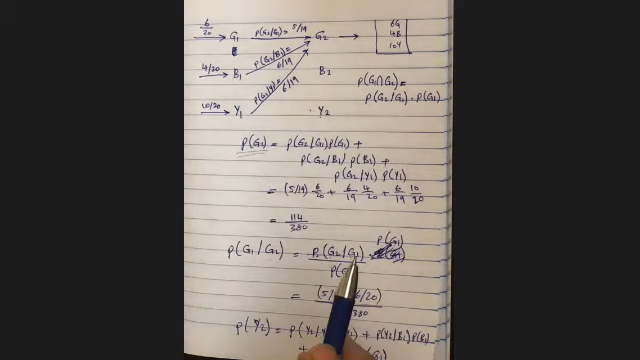 6/20 G1 P(G2/G1) = 5/19 G2
6G
4B
10Y
4/20 B1 P(G2/B1) = 6/19 B2
10/20 Y1 P(G2/Y1) = 6/19 Y2
P(G1∩G2) =
P(G2/G1) . P(G1)
P(G2) = P(G2/G1)P(G1) +
P(G2/B1) P(B1) +
P(G2/Y1) P(Y1)
= (5/19) 6/20 + 6/19 4/20 + 6/19 10/20
= 114/380
P(G1)
P(G1/G2) = P(G2/G1) .
P(
= (5/ 6/20)
380
P(Y2) = P(Y2/Y + P(Y2/B1)P(B1)
+